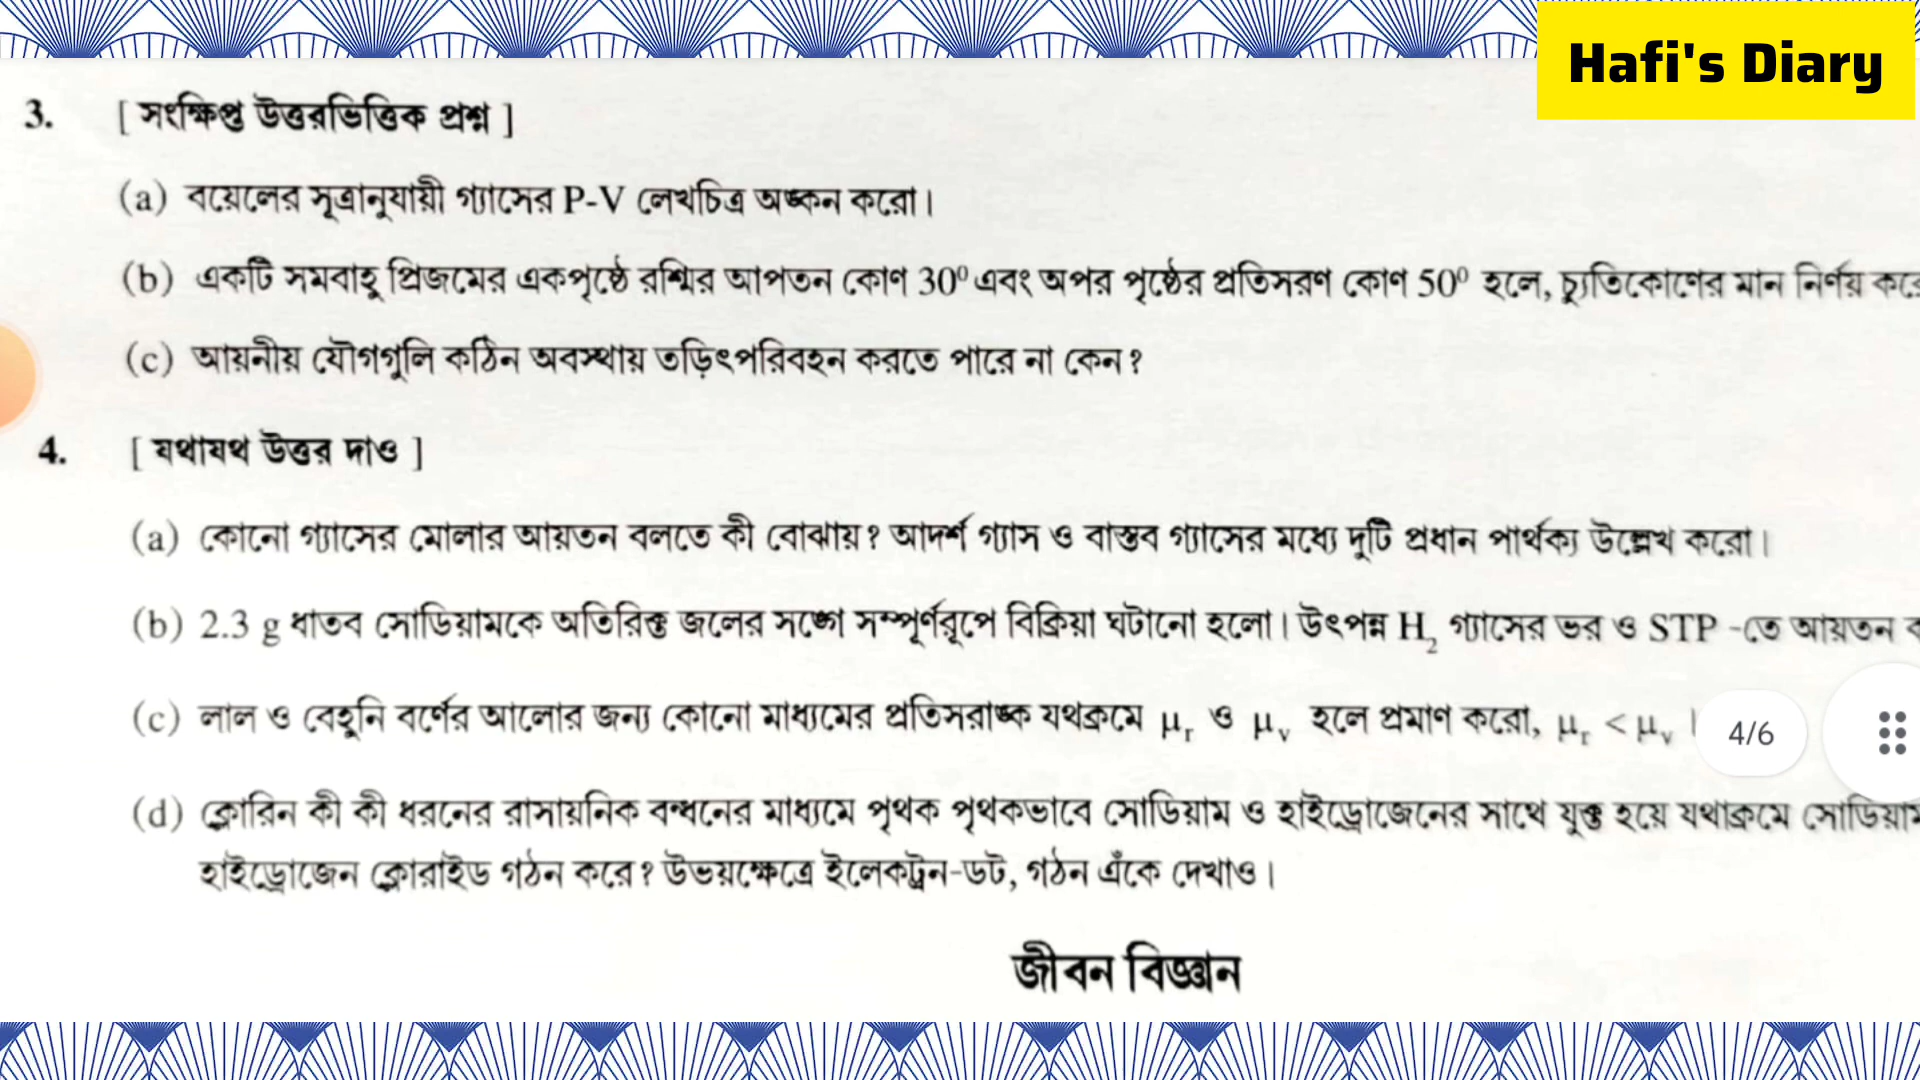 Hafi's Diary
3. [ সংক্ষিপ্ত উত্তরভিত্তিক প্রশ্ন ]
(a) বয়েলের সূত্রানুযায়ী গ্যাসের P-V লেখচিত্র অঙ্কন করো।
(b) একটি সমবাহু প্রিজমের একপৃষ্ঠে রশ্মির আপতন কোণ 30⁰ এবং অপর পৃষ্ঠের প্রতিসরণ কোণ 50⁰ হলে, চ্যুতিকোণের মান নির্ণয়
(c) আয়নীয় যৌগগুলি কঠিন অবস্থায় তড়িৎপরিবহন করতে পারে না কেন?
4. [ যথাযথ উত্তর দাও ]
(a) কোনো গ্যাসের মোলার আয়তন বলতে কী বোঝায়? আদর্শ গ্যাস ও বাস্তব গ্যাসের মধ্যে দুটি প্রধান পার্থক্য উল্লেখ করো।
(b) 2.3 g ধাতব সোডিয়ামকে অতিরিক্ত জলের সঙ্গে সম্পূর্ণরূপে বিক্রিয়া ঘটানো হলো। উৎপন্ন H₂ গ্যাসের ভর ও STP -তে আয়তন
(c) লাল ও বেগুনি বর্ণের আলোর জন্য কোনো মাধ্যমের প্রতিসরাঙ্ক যথক্রমে μᵣ ও μᵥ হলে প্রমাণ করো, μᵣ < μᵥ।
4/6
(d) ক্লোরিন কী কী ধরনের রাসায়নিক বন্ধনের মাধ্যমে পৃথক পৃথকভাবে সোডিয়াম ও হাইড্রোজেনের সাথে যুক্ত হয়ে যথাক্রমে
হাইড্রোজেন ক্লোরাইড গঠন করে? উভয়ক্ষেত্রে ইলেকট্রন-ডট, গঠন এঁকে দেখাও।
জীবন বিজ্ঞান